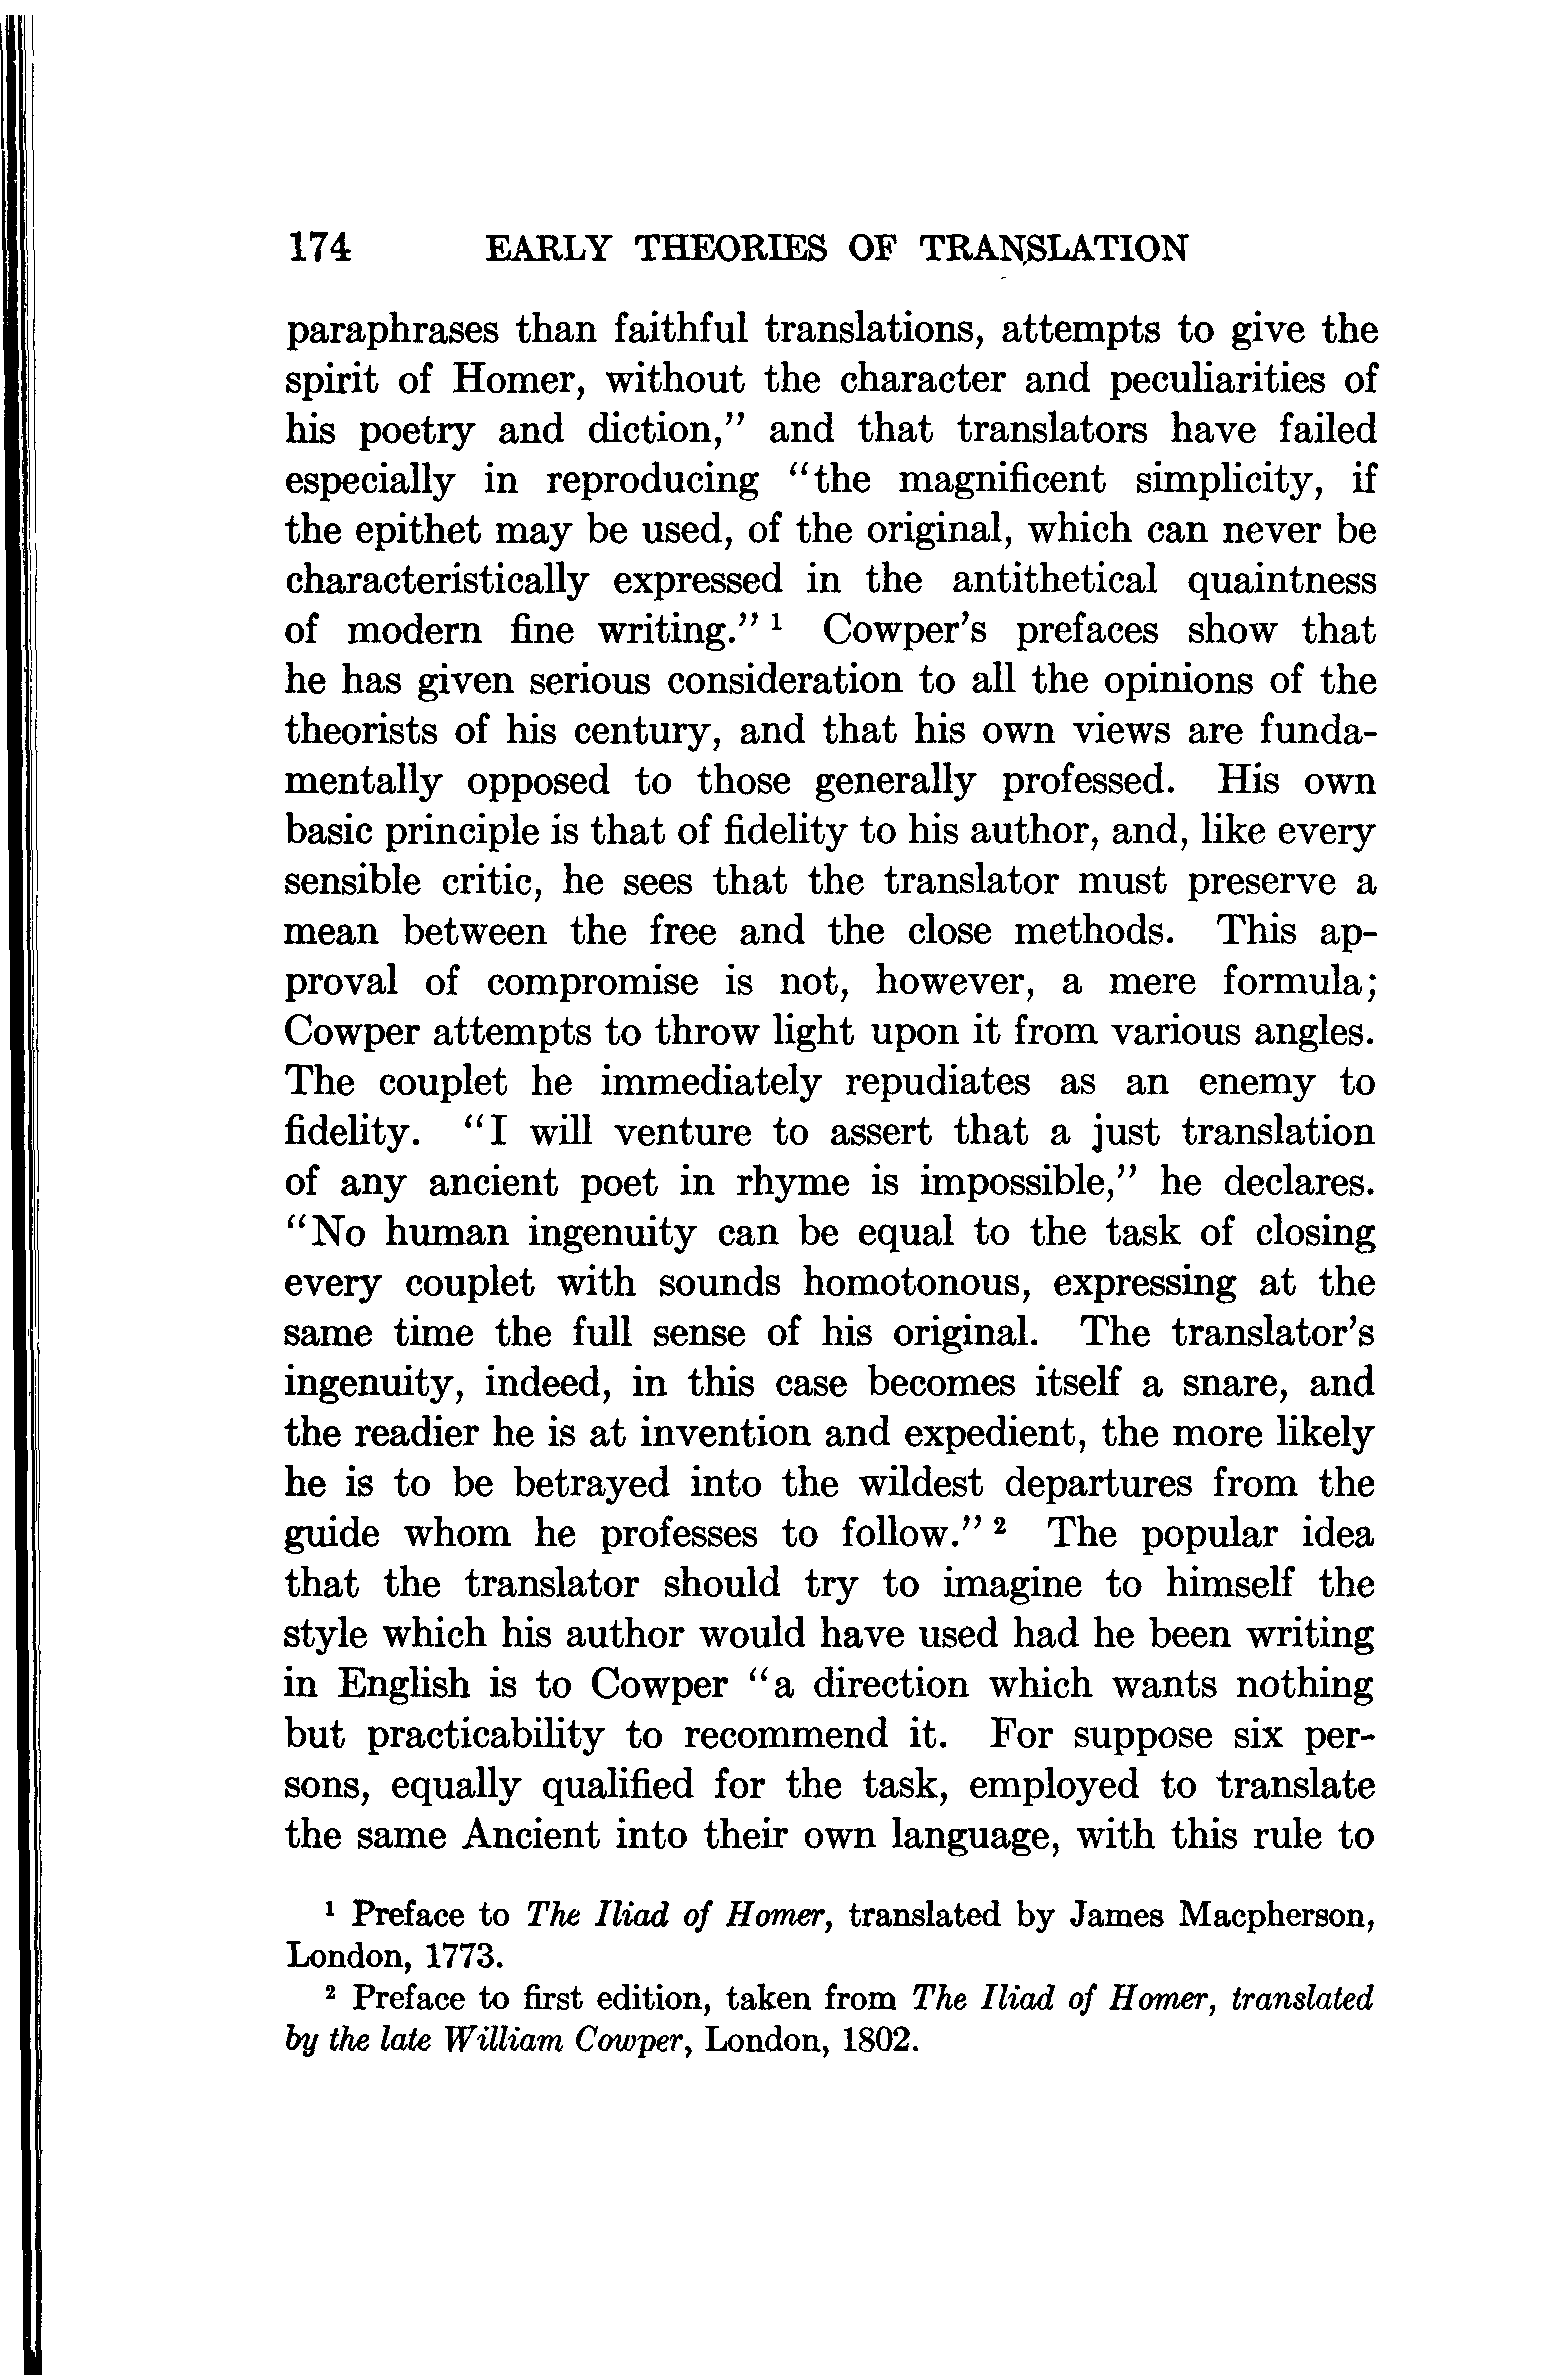 174 EARLY THEORIES OF TRANSLATION
paraphrases than faithful translations, attempts to give the
spirit of Homer, without the character and peculiarities of
his poetry and diction,” and that translators have failed
especially in reproducing “the magnificent simplicity, if
the epithet may be used, of the original, which can never be
characteristically expressed in the antithetical quaintness
of modern fine writing.” ¹ Cowper’s prefaces show that
he has given serious consideration to all the opinions of the
theorists of his century, and that his own views are funda-
mentally opposed to those generally professed. His own
basic principle is that of fidelity to his author, and, like every
sensible critic, he sees that the translator must preserve a
mean between the free and the close methods. This ap-
proval of compromise is not, however, a mere formula;
Cowper attempts to throw light upon it from various angles.
The couplet he immediately repudiates as an enemy to
fidelity. “I will venture to assert that a just translation
of any ancient poet in rhyme is impossible,” he declares.
“No human ingenuity can be equal to the task of closing
every couplet with sounds homotonous, expressing at the
same time the full sense of his original. The translator’s
ingenuity, indeed, in this case becomes itself a snare, and
the readier he is at invention and expedient, the more likely
he is to be betrayed into the wildest departures from the
guide whom he professes to follow.” ² The popular idea
that the translator should try to imagine to himself the
style which his author would have used had he been writing
in English is to Cowper “a direction which wants nothing
but practicability to recommend it. For suppose six per-
sons, equally qualified for the task, employed to translate
the same Ancient into their own language, with this rule to
¹ Preface to The Iliad of Homer, translated by James Macpherson,
London, 1773.
² Preface to first edition, taken from The Iliad of Homer, translated
by the late William Cowper, London, 1802.